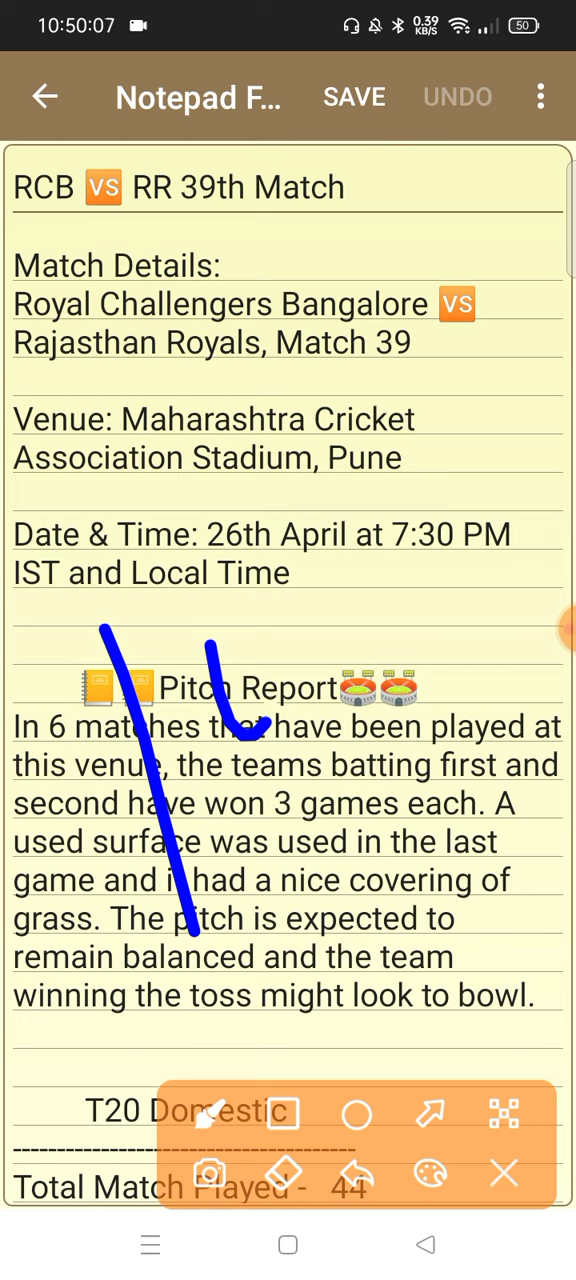 10:50:07
0.39 KB/S
50
Notepad F...
SAVE
UNDO
RCB 🆚 RR 39th Match
Match Details:
Royal Challengers Bangalore 🆚
Rajasthan Royals, Match 39
Venue: Maharashtra Cricket
Association Stadium, Pune
Date & Time: 26th April at 7:30 PM
IST and Local Time
📒📒Pitch Report🏟️🏟️
In 6 matches that have been played at
this venue, the teams batting first and
second have won 3 games each. A
used surface was used in the last
game and it had a nice covering of
grass. The pitch is expected to
remain balanced and the team
winning the toss might look to bowl.
T20 Domestic
---------------------------------------
Total Match Played - 44